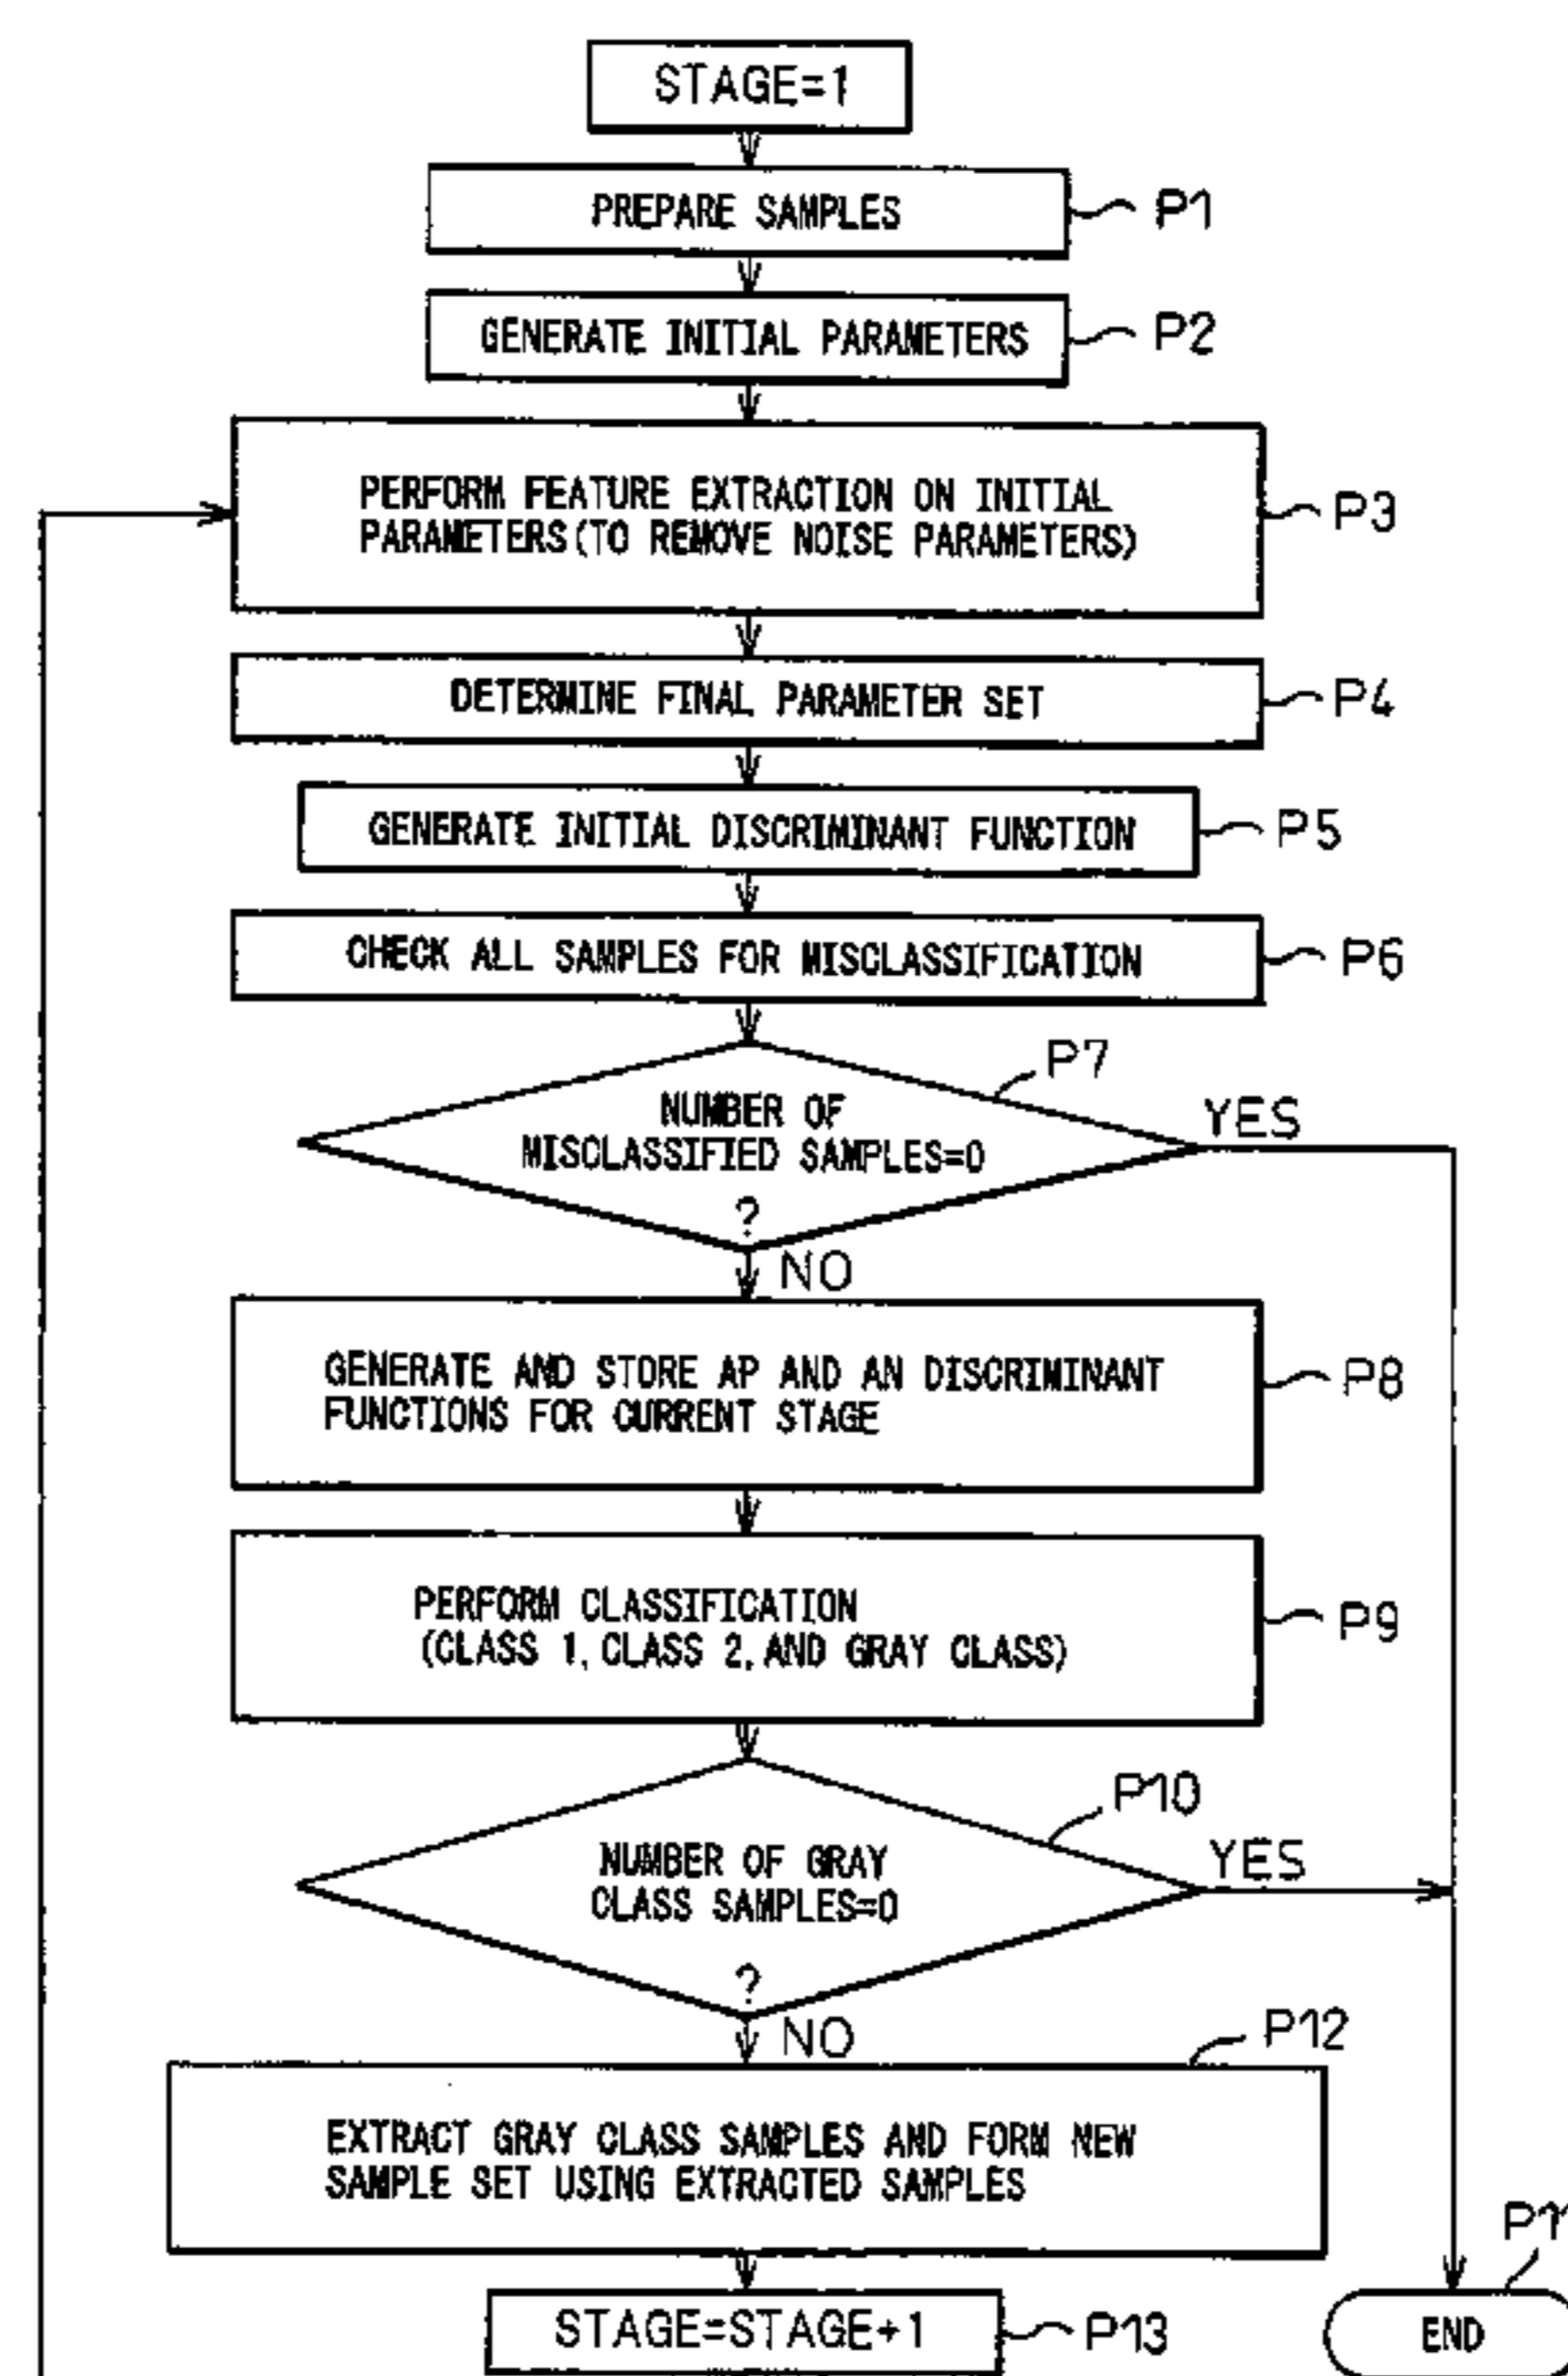 STAGE=1
PREPARE SAMPLES
P1
GENERATE INITIAL PARAMETERS
P2
PERFORM FEATURE EXTRACTION ON INITIAL
PARAMETERS(TO REMOVE NOISE PARAMETERS)
P3
DETERMINE FINAL PARAMETER SET
P4
GENERATE INITIAL DISCRIMINANT FUNCTION
P5
CHECK ALL SAMPLES FOR MISCLASSIFICATION
P6
P7
NUMBER OF
MISCLASSIFIED SAMPLES=0
?
YES
NO
GENERATE AND STORE AP AND AN DISCRIMINANT
FUNCTIONS FOR CURRENT STAGE
P8
PERFORM CLASSIFICATION
(CLASS 1, CLASS 2, AND GRAY CLASS)
P9
P10
NUMBER OF GRAY
CLASS SAMPLES=0
?
YES
NO
P12
EXTRACT GRAY CLASS SAMPLES AND FORM NEW
SAMPLE SET USING EXTRACTED SAMPLES
P11
STAGE=STAGE+1
P13
END